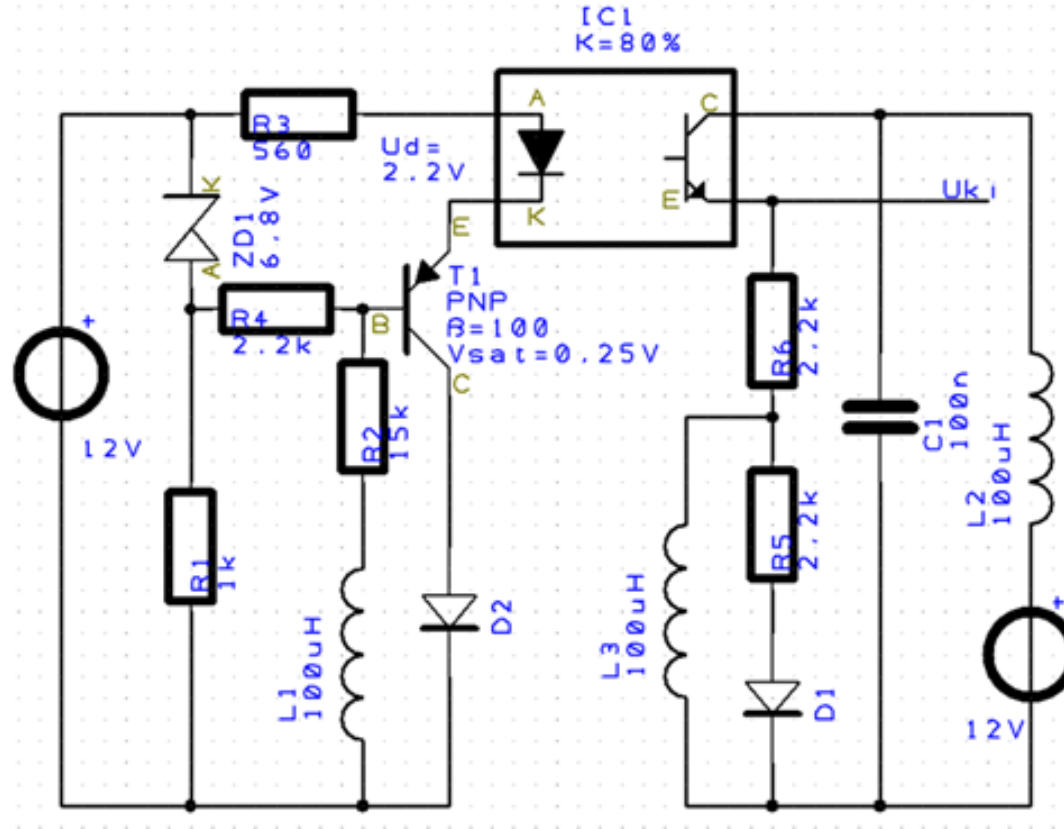 IC1
K=80%
A
C
R3
560
Ud=
2.2V
K
E
Uki
K
E
ZD1
6.8V
A
T1
PNP
B
R4
2.2k
ß=100
Vsat=0.25V
+
R6
2.2k
C
12V
R2
15k
C1
100n
L2
100uH
R5
2.2k
R1
1k
D2
L3
100uH
+
L1
100uH
D1
12V